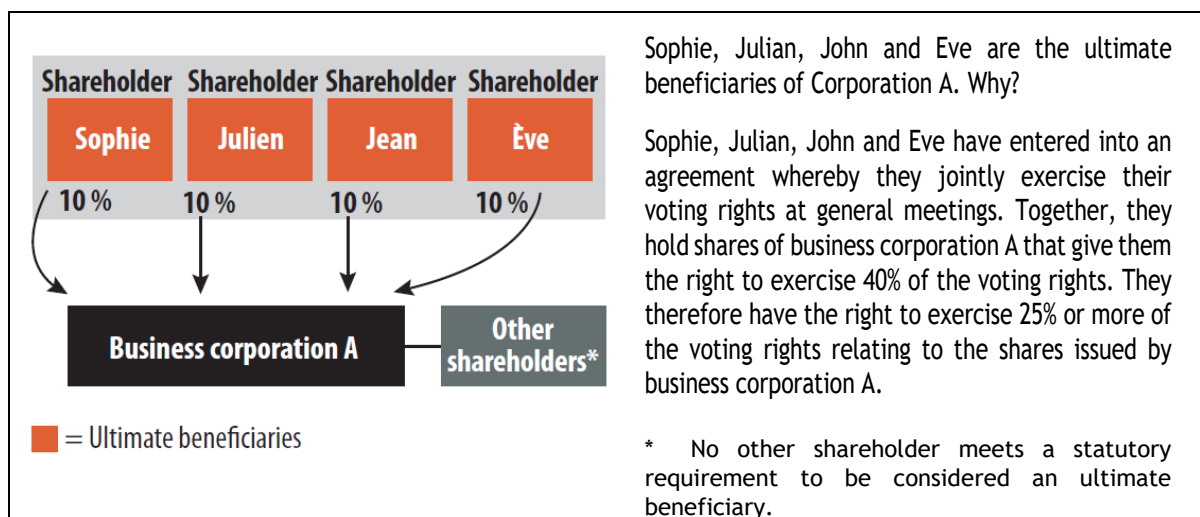 Shareholder Shareholder Shareholder Shareholder
Sophie Julien Jean Ève
10 % 10 % 10 % 10 %
Business corporation A
Other
shareholders*
= Ultimate beneficiaries
Sophie, Julian, John and Eve are the ultimate
beneficiaries of Corporation A. Why?
Sophie, Julian, John and Eve have entered into an
agreement whereby they jointly exercise their
voting rights at general meetings. Together, they
hold shares of business corporation A that give them
the right to exercise 40% of the voting rights. They
therefore have the right to exercise 25% or more of
the voting rights relating to the shares issued by
business corporation A.
* No other shareholder meets a statutory
requirement to be considered an ultimate
beneficiary.